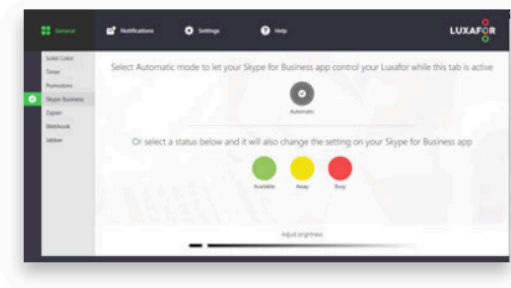 General
Notifications
Settings
Help
LUXAFOR
Solid Color
Timer
Pomodoro
Skype Business
Zapier
Webhook
Jabber
Select Automatic mode to let your Skype for Business app control your Luxafor while this tab is active
Automatic
Or select a status below and it will also change the setting on your Skype for Business app
Available
Away
Busy
Adjust brightness